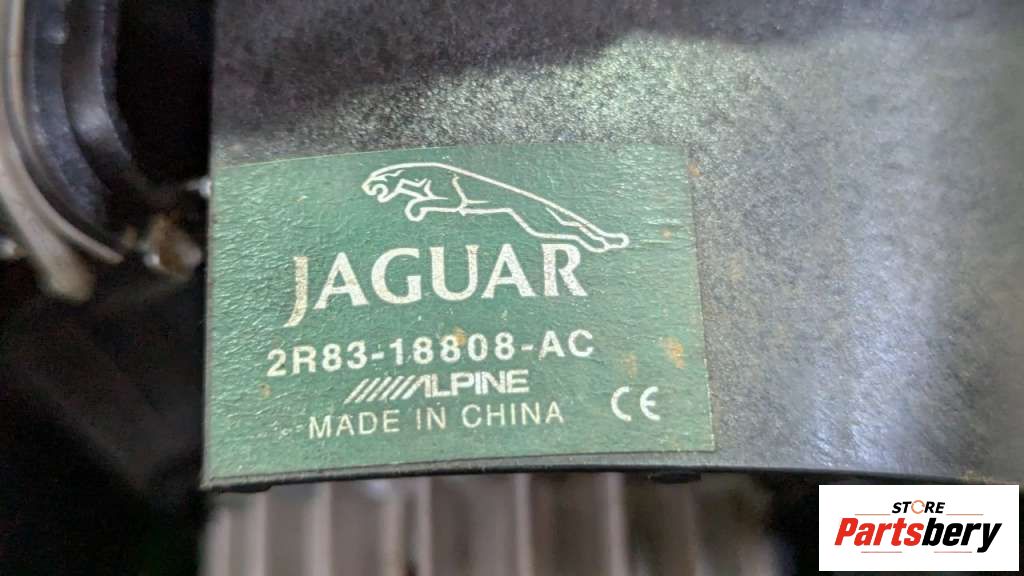 JAGUAR
2R83-18808-AC
ALPINE
MADE IN CHINA
CE
STORE
Partsbery